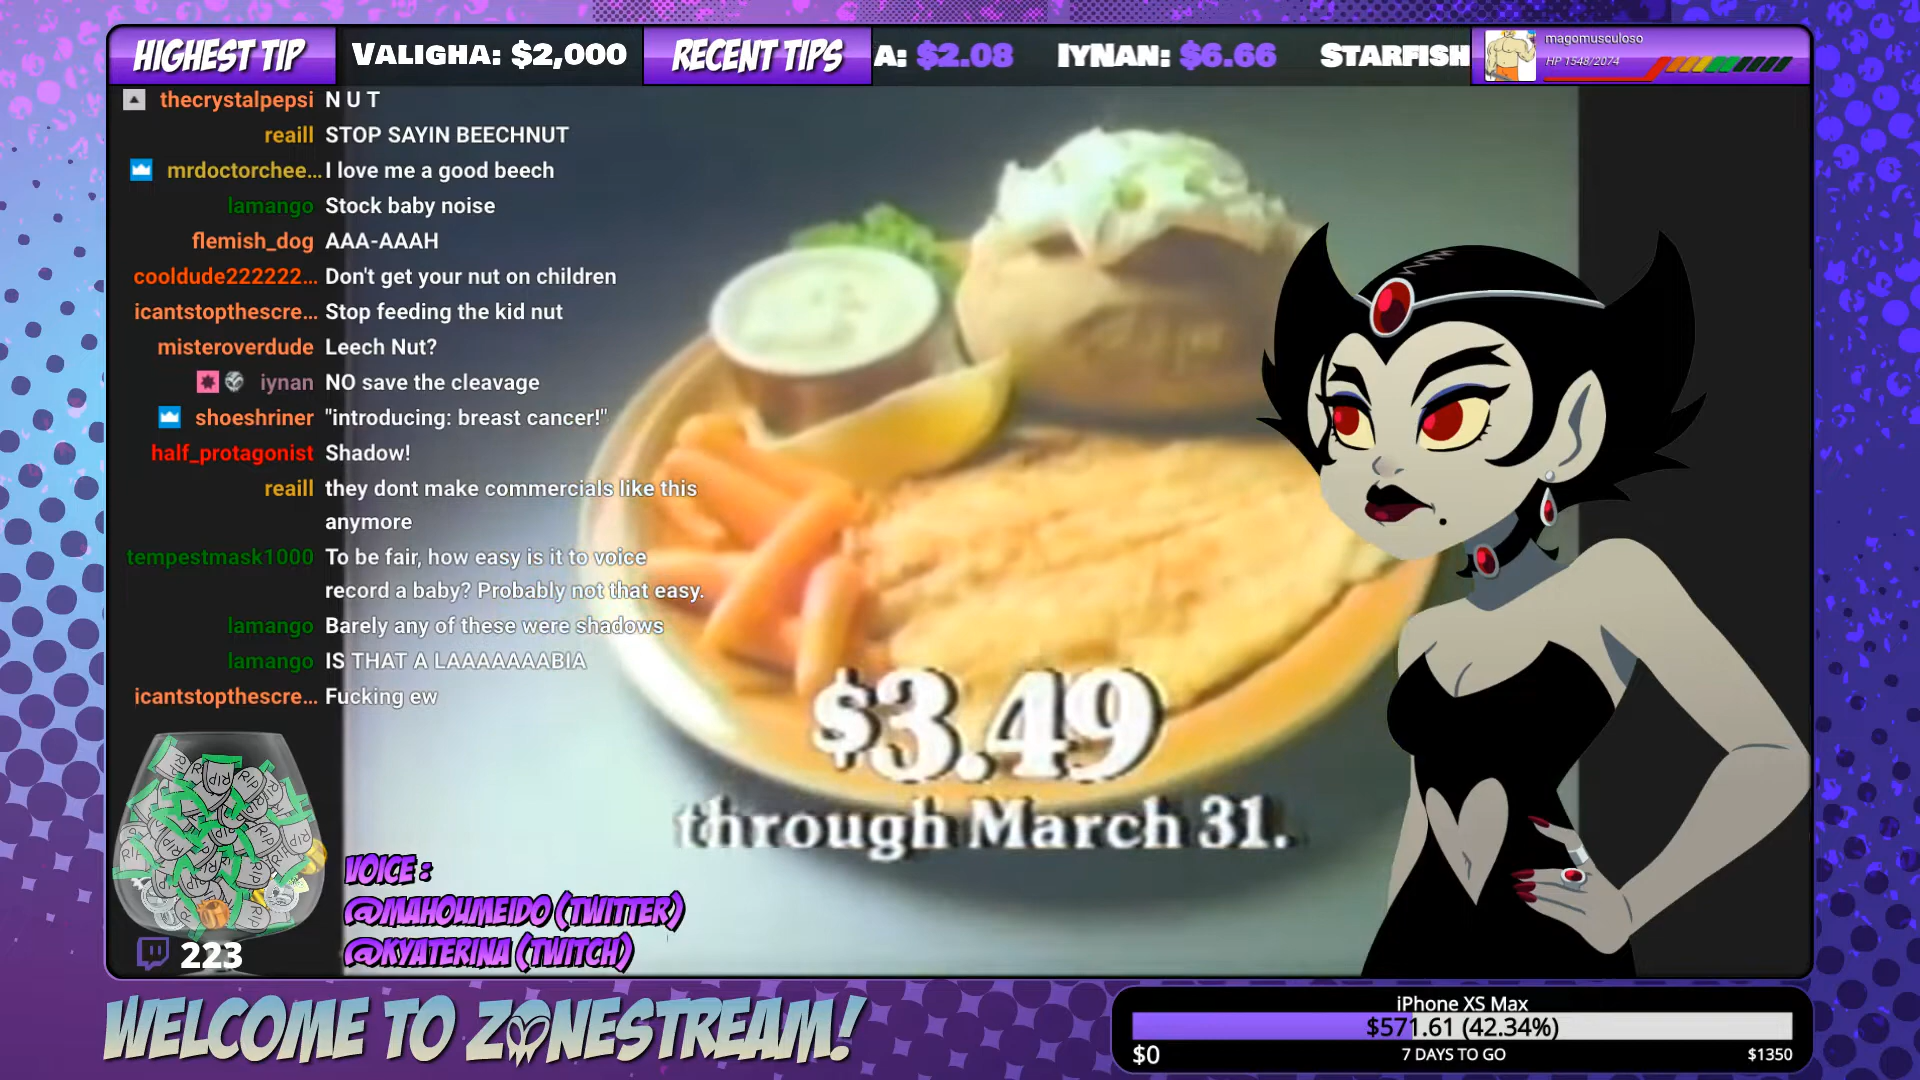 HIGHEST TIP
VALIGHA: $2,000
RECENT TIPS
A: $2.08 IYNAN: $6.66 STARFISH
magomusculoso
HP 1548/2074
thecrystalpepsi N U T
reaill STOP SAYIN BEECHNUT
mrdoctorchee... I love me a good beech
lamango Stock baby noise
flemish_dog AAA-AAAH
cooldude222222... Don't get your nut on children
icantstopthescre... Stop feeding the kid nut
misteroverdude Leech Nut?
iynan NO save the cleavage
shoeshriner "introducing: breast cancer!"
half_protagonist Shadow!
reaill they dont make commercials like this
anymore
tempestmask1000 To be fair, how easy is it to voice
record a baby? Probably not that easy.
lamango Barely any of these were shadows
lamango IS THAT A LAAAAAAABIA
icantstopthescre... Fucking ew
$3.49
through March 31.
RIP
VOICE :
@MAHOUMEIDO (TWITTER)
@KYATERINA (TWITCH)
223
WELCOME TO ZONESTREAM!
iPhone XS Max
$571.61 (42.34%)
$0 7 DAYS TO GO $1350